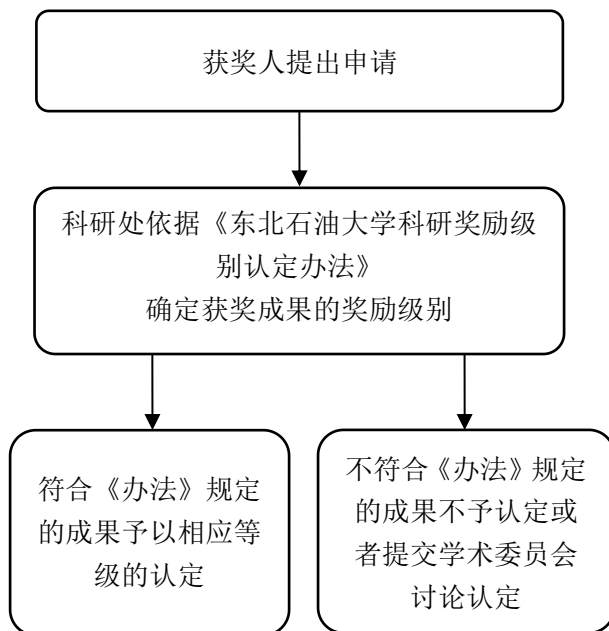 获奖人提出申请
科研处依据《东北石油大学科研奖励级
别认定办法》
确定获奖成果的奖励级别
符合《办法》规定
的成果予以相应等
级的认定
不符合《办法》规定
的成果不予认定或
者提交学术委员会
讨论认定